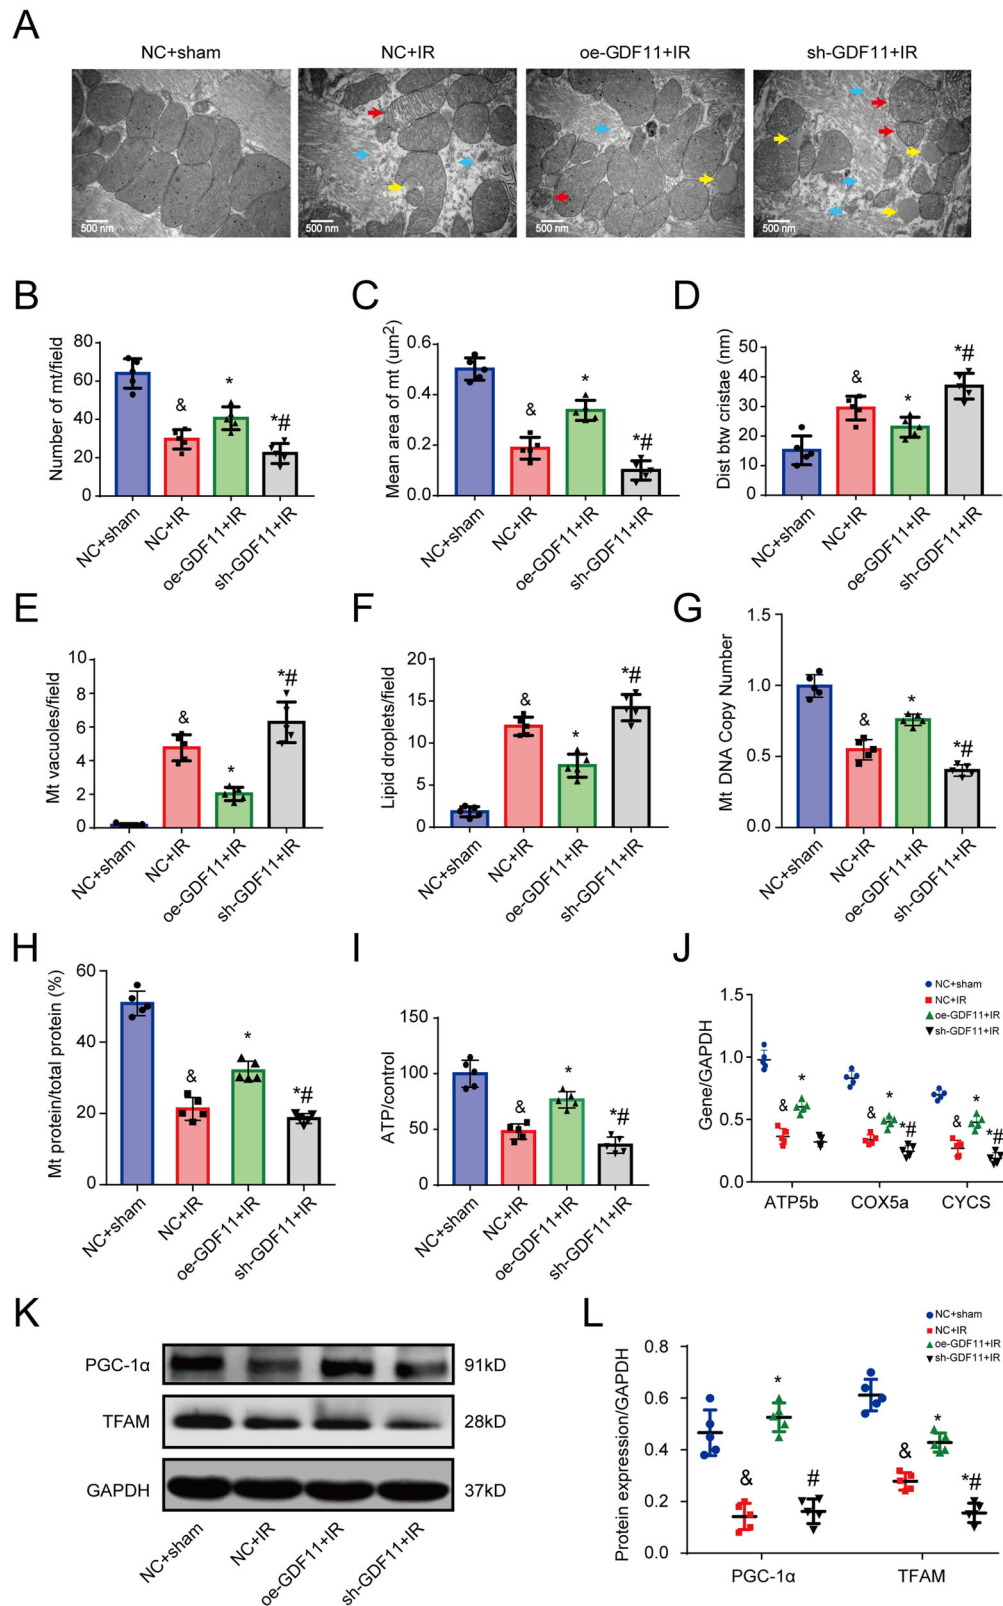 A
NC+sham
NC+IR
oe-GDF11+IR
sh-GDF11+IR
500 nm
500 nm
500 nm
500 nm
B
Number of mt/field
80
60
40
20
0
&
*
*#
NC+sham
NC+IR
oe-GDF11+IR
sh-GDF11+IR
C
Mean area of mt (um²)
0.6
0.4
0.2
0.0
&
*
*#
NC+sham
NC+IR
oe-GDF11+IR
sh-GDF11+IR
D
Dist btw cristae (nm)
50
40
30
20
10
0
&
*
*#
NC+sham
NC+IR
oe-GDF11+IR
sh-GDF11+IR
E
Mt vacuoles/field
10
8
6
4
2
0
&
*
*#
NC+sham
NC+IR
oe-GDF11+IR
sh-GDF11+IR
F
Lipid droplets/field
20
15
10
5
0
&
*
*#
NC+sham
NC+IR
oe-GDF11+IR
sh-GDF11+IR
G
Mt DNA Copy Number
1.5
1.0
0.5
0.0
&
*
*#
NC+sham
NC+IR
oe-GDF11+IR
sh-GDF11+IR
H
Mt protein/total protein (%)
60
40
20
0
&
*
*#
NC+sham
NC+IR
oe-GDF11+IR
sh-GDF11+IR
I
ATP/control
150
100
50
0
&
*
*#
NC+sham
NC+IR
oe-GDF11+IR
sh-GDF11+IR
J
NC+sham
NC+IR
oe-GDF11+IR
sh-GDF11+IR
Gene/GAPDH
1.5
1.0
0.5
0.0
&
*
&
*
*#
&
*
*#
ATP5b
COX5a
CYCS
K
PGC-1α
91kD
TFAM
28kD
GAPDH
37kD
NC+sham
NC+IR
oe-GDF11+IR
sh-GDF11+IR
L
NC+sham
NC+IR
oe-GDF11+IR
sh-GDF11+IR
Protein expression/GAPDH
0.8
0.6
0.4
0.2
0.0
&
*
#
&
*
*#
PGC-1α
TFAM